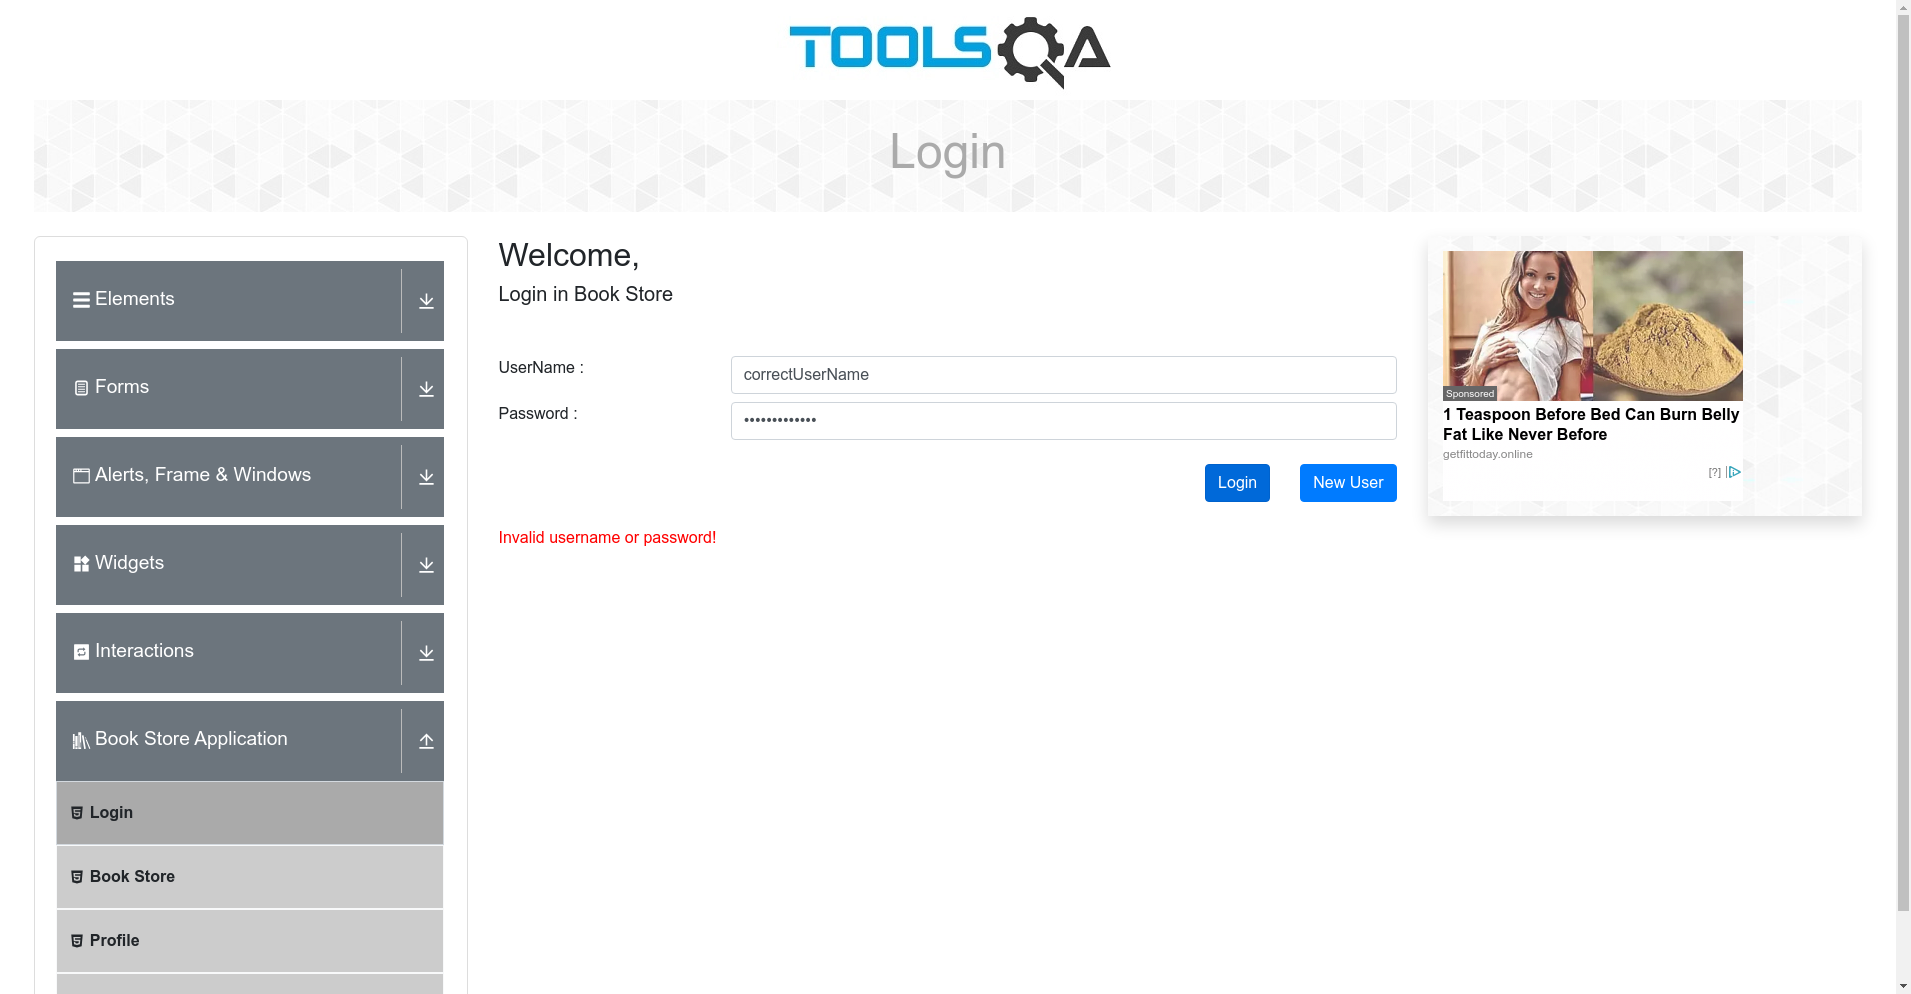 TOOLSQA
Login
Elements
Forms
Alerts, Frame & Windows
Widgets
Interactions
Book Store Application
Login
Book Store
Profile
Welcome,
Login in Book Store
UserName :
correctUserName
Password :
•••••••••••••
Login
New User
Invalid username or password!
Sponsored
1 Teaspoon Before Bed Can Burn Belly
Fat Like Never Before
getfittoday.online
[?]